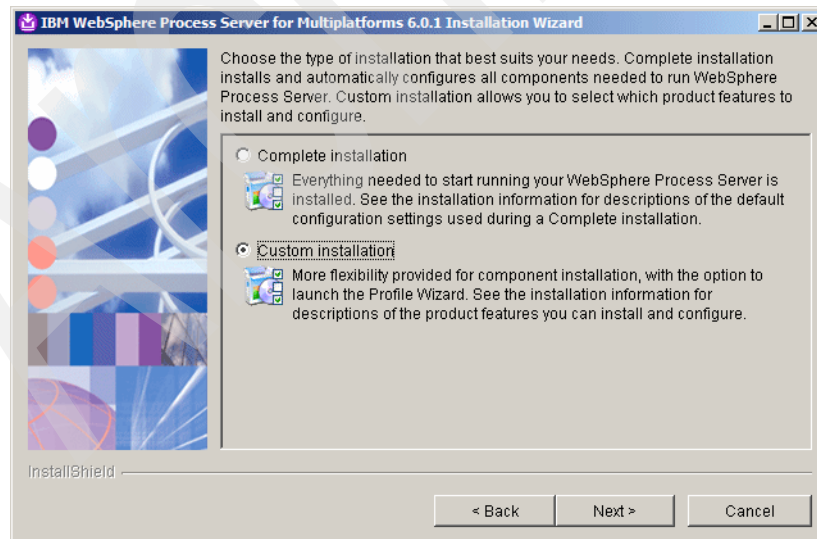 IBM WebSphere Process Server for Multiplatforms 6.0.1 Installation Wizard
Choose the type of installation that best suits your needs. Complete installation
installs and automatically configures all components needed to run WebSphere
Process Server. Custom installation allows you to select which product features to
install and configure.
Complete installation
Everything needed to start running your WebSphere Process Server is
installed. See the installation information for descriptions of the default
configuration settings used during a Complete installation.
Custom installation
More flexibility provided for component installation, with the option to
launch the Profile Wizard. See the installation information for
descriptions of the product features you can install and configure.
InstallShield
< Back
Next >
Cancel